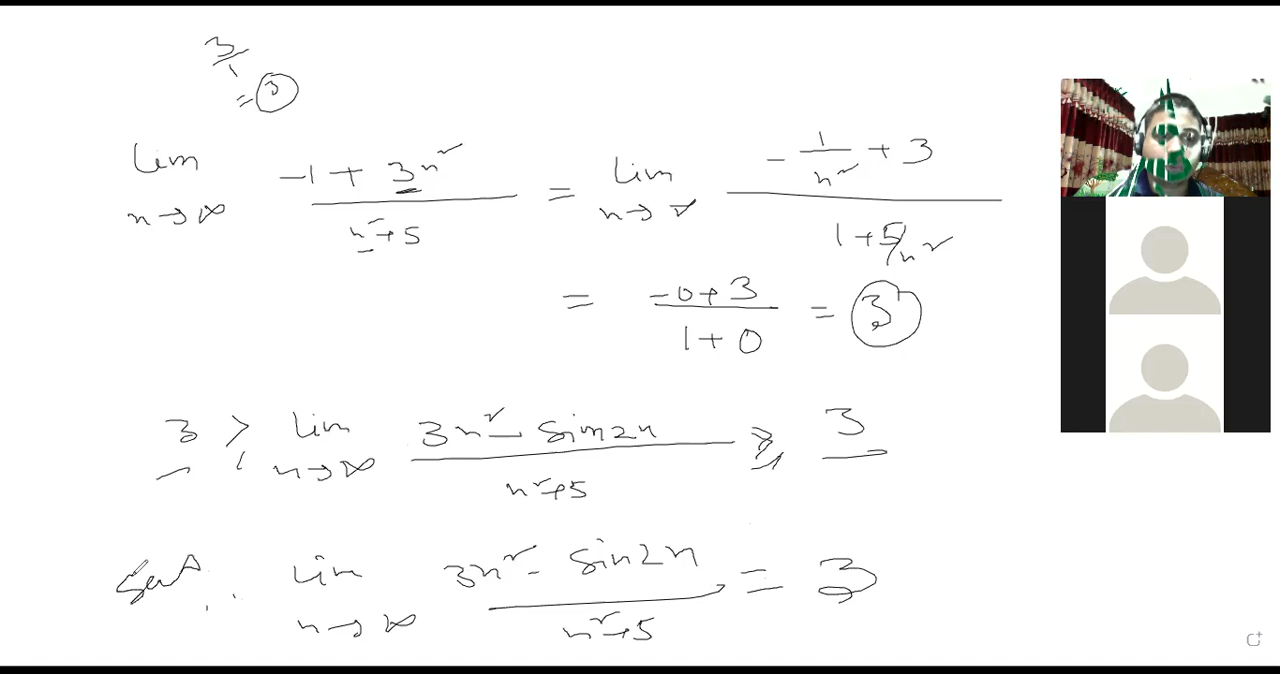 3/1
= 3
lim n→∞ (-1 + 3n²)/(n²+5) = lim n→ (-1/n² + 3)/(1 + 5/n²)
= (-0+3)/(1+0) = 3
3 ≥ lim n→∞ (3n² - sin2n)/(n²+5) ≥ 3
∴ lim n→∞ (3n² - sin2n)/(n²+5) = 3